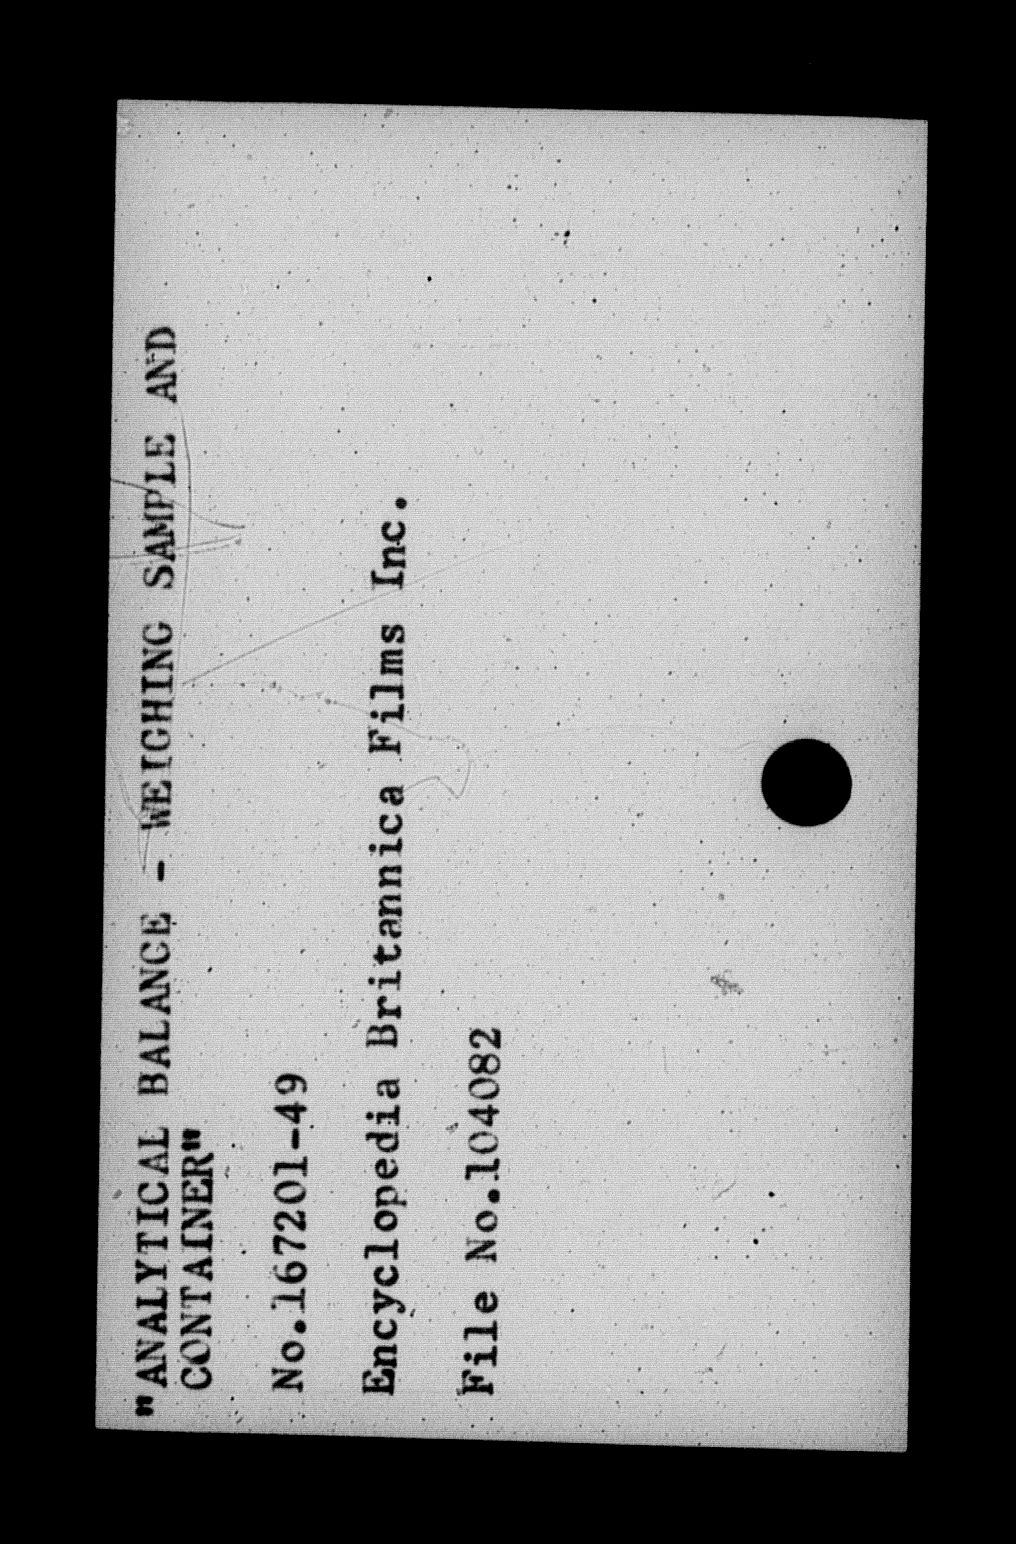 "ANALYTICAL BALANCE - WEIGHING SAMPLE AND
CONTAINER"
No.167201-49
Encyclopedia Britannica Films Inc.
File No.104082